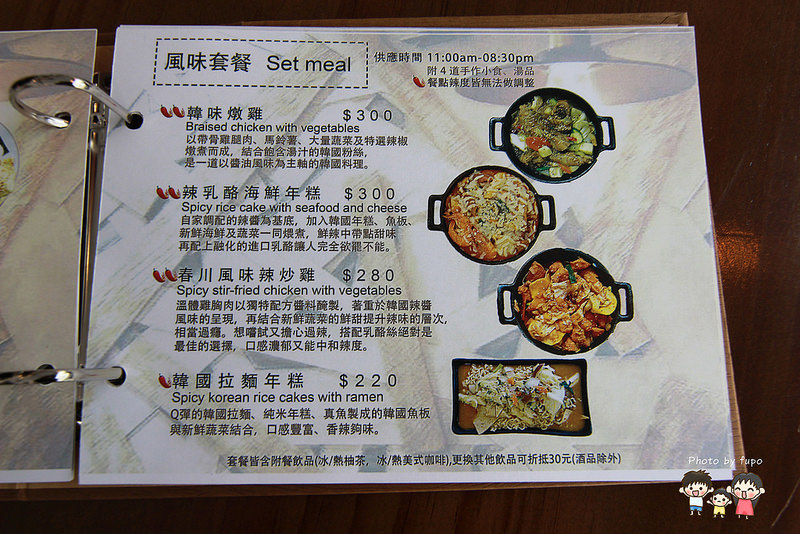 風味套餐 Set meal
供應時間 11:00am-08:30pm
附4道手作小食、湯品
餐點辣度皆無法做調整
韓味燉雞 $300
Braised chicken with vegetables
以帶骨雞腿肉、馬鈴薯、大量蔬菜及特選辣椒
燉煮而成，結合飽含湯汁的韓國粉絲，
是一道以醬油風味為主軸的韓國料理。
辣乳酪海鮮年糕 $300
Spicy rice cake with seafood and cheese
自家調配的辣醬為基底，加入韓國年糕、魚板、
新鮮海鮮及蔬菜一同煨煮，鮮辣中帶點甜味
再配上融化的進口乳酪讓人完全欲罷不能。
春川風味辣炒雞 $280
Spicy stir-fried chicken with vegetables
溫體雞胸肉以獨特配方醬料醃製，著重於韓國辣醬
風味的呈現，再結合新鮮蔬菜的鮮甜提升辣味的層次，
相當過癮。想嚐試又擔心過辣，搭配乳酪絲絕對是
最佳的選擇，口感濃郁又能中和辣度。
韓國拉麵年糕 $220
Spicy korean rice cakes with ramen
Q彈的韓國拉麵、純米年糕、真魚製成的韓國魚板
與新鮮蔬菜結合，口感豐富、香辣夠味。
套餐皆含附餐飲品(冰/熱柚茶，冰/熱美式咖啡),更換其他飲品可折抵30元(酒品除外)
Photo by fupo